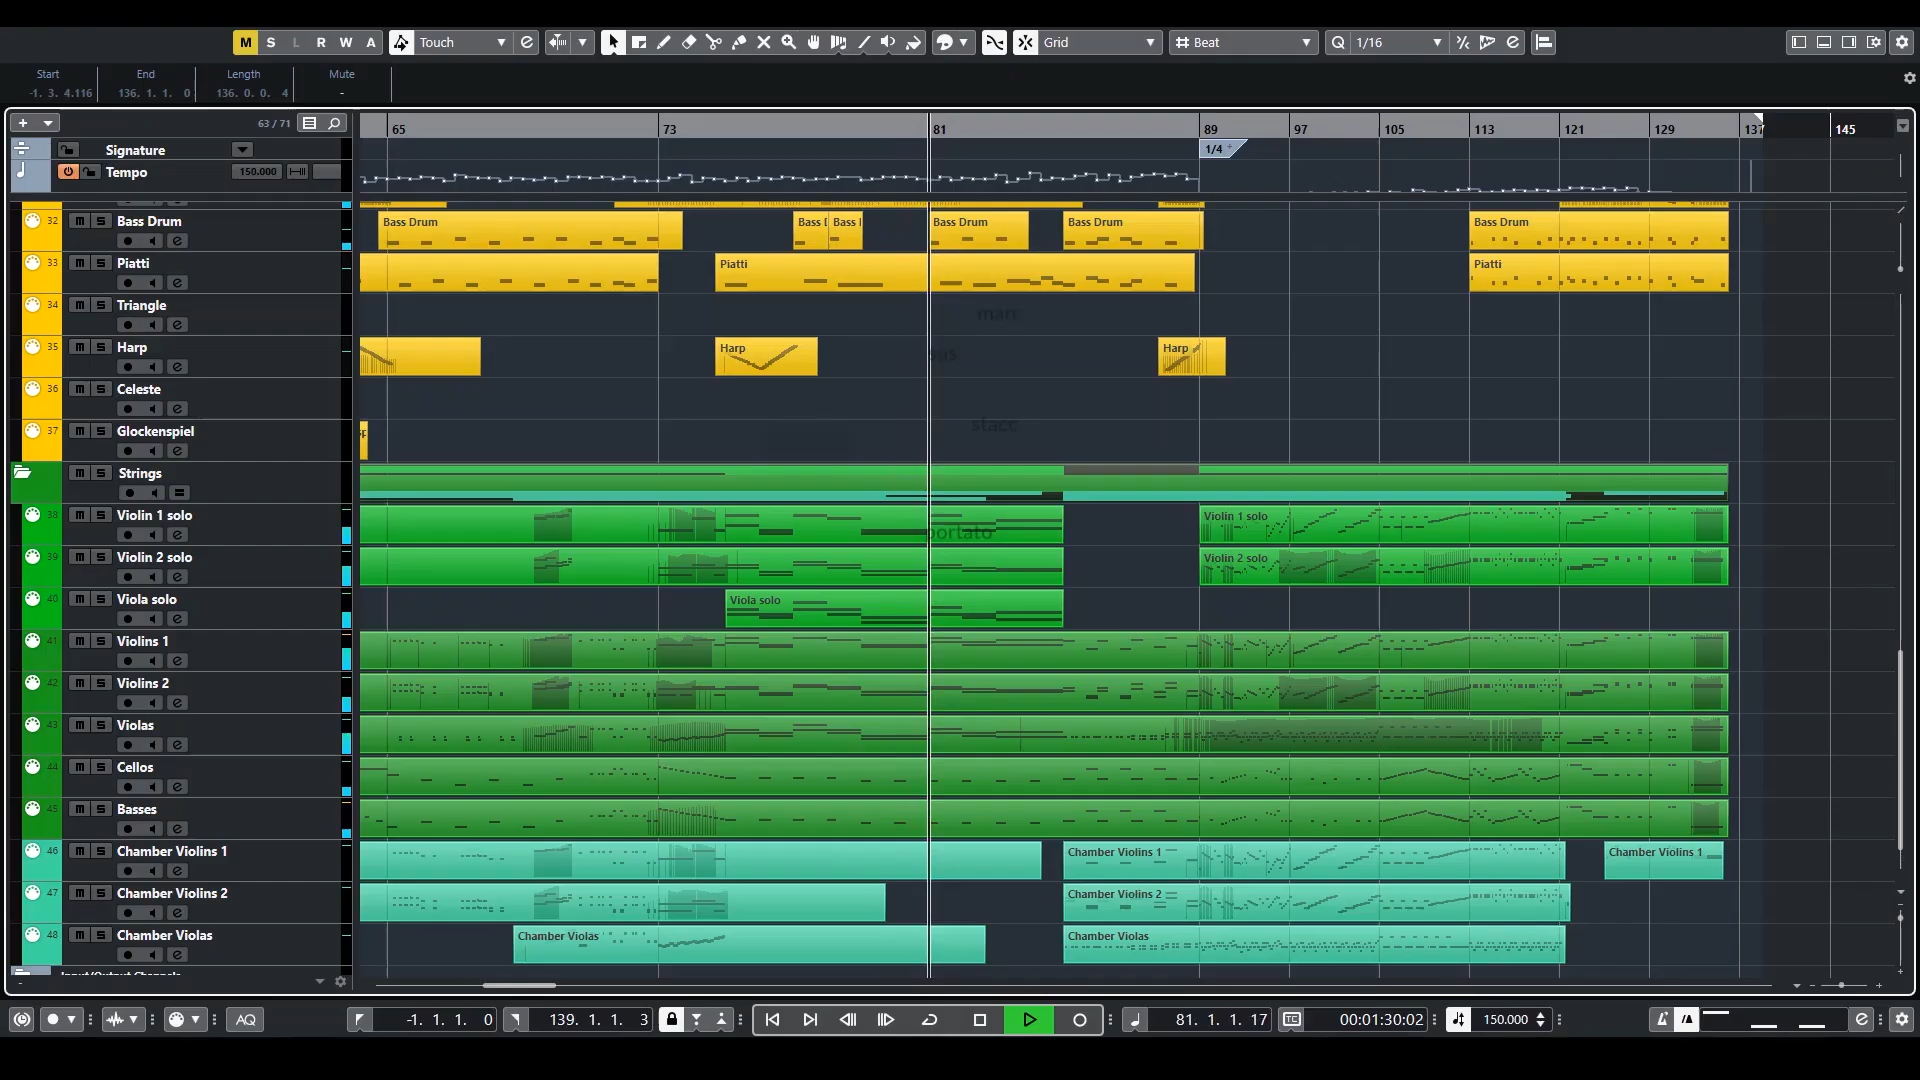 M S L R W A Touch Grid Beat Q 1/16
Start End Length Mute
-1. 3. 4.116 136. 1. 1. 0 136. 0. 0. 4 -
63 / 71
65 73 81 89 97 105 113 121 129 137 145
Signature
1/4
Tempo 150.000
32 m S Bass Drum
Bass Drum Bass Bass Bass Drum Bass Drum Bass Drum
33 m S Piatti
Piatti Piatti
34 m S Triangle
marc
35 m S Harp
Harp Harp
36 m S Celeste
stacc
37 m S Glockenspiel
m S Strings
38 m S Violin 1 solo
Violin 1 solo
portato
39 m S Violin 2 solo
Violin 2 solo
40 m S Viola solo
Viola solo
41 m S Violins 1
42 m S Violins 2
43 m S Violas
44 m S Cellos
45 m S Basses
46 m S Chamber Violins 1
Chamber Violins 1 Chamber Violins 1
47 m S Chamber Violins 2
Chamber Violins 2
48 m S Chamber Violas
Chamber Violas Chamber Violas
Input/Output Channels
AQ -1. 1. 1. 0 139. 1. 1. 3 81. 1. 1. 17 TC 00:01:30:02 150.000